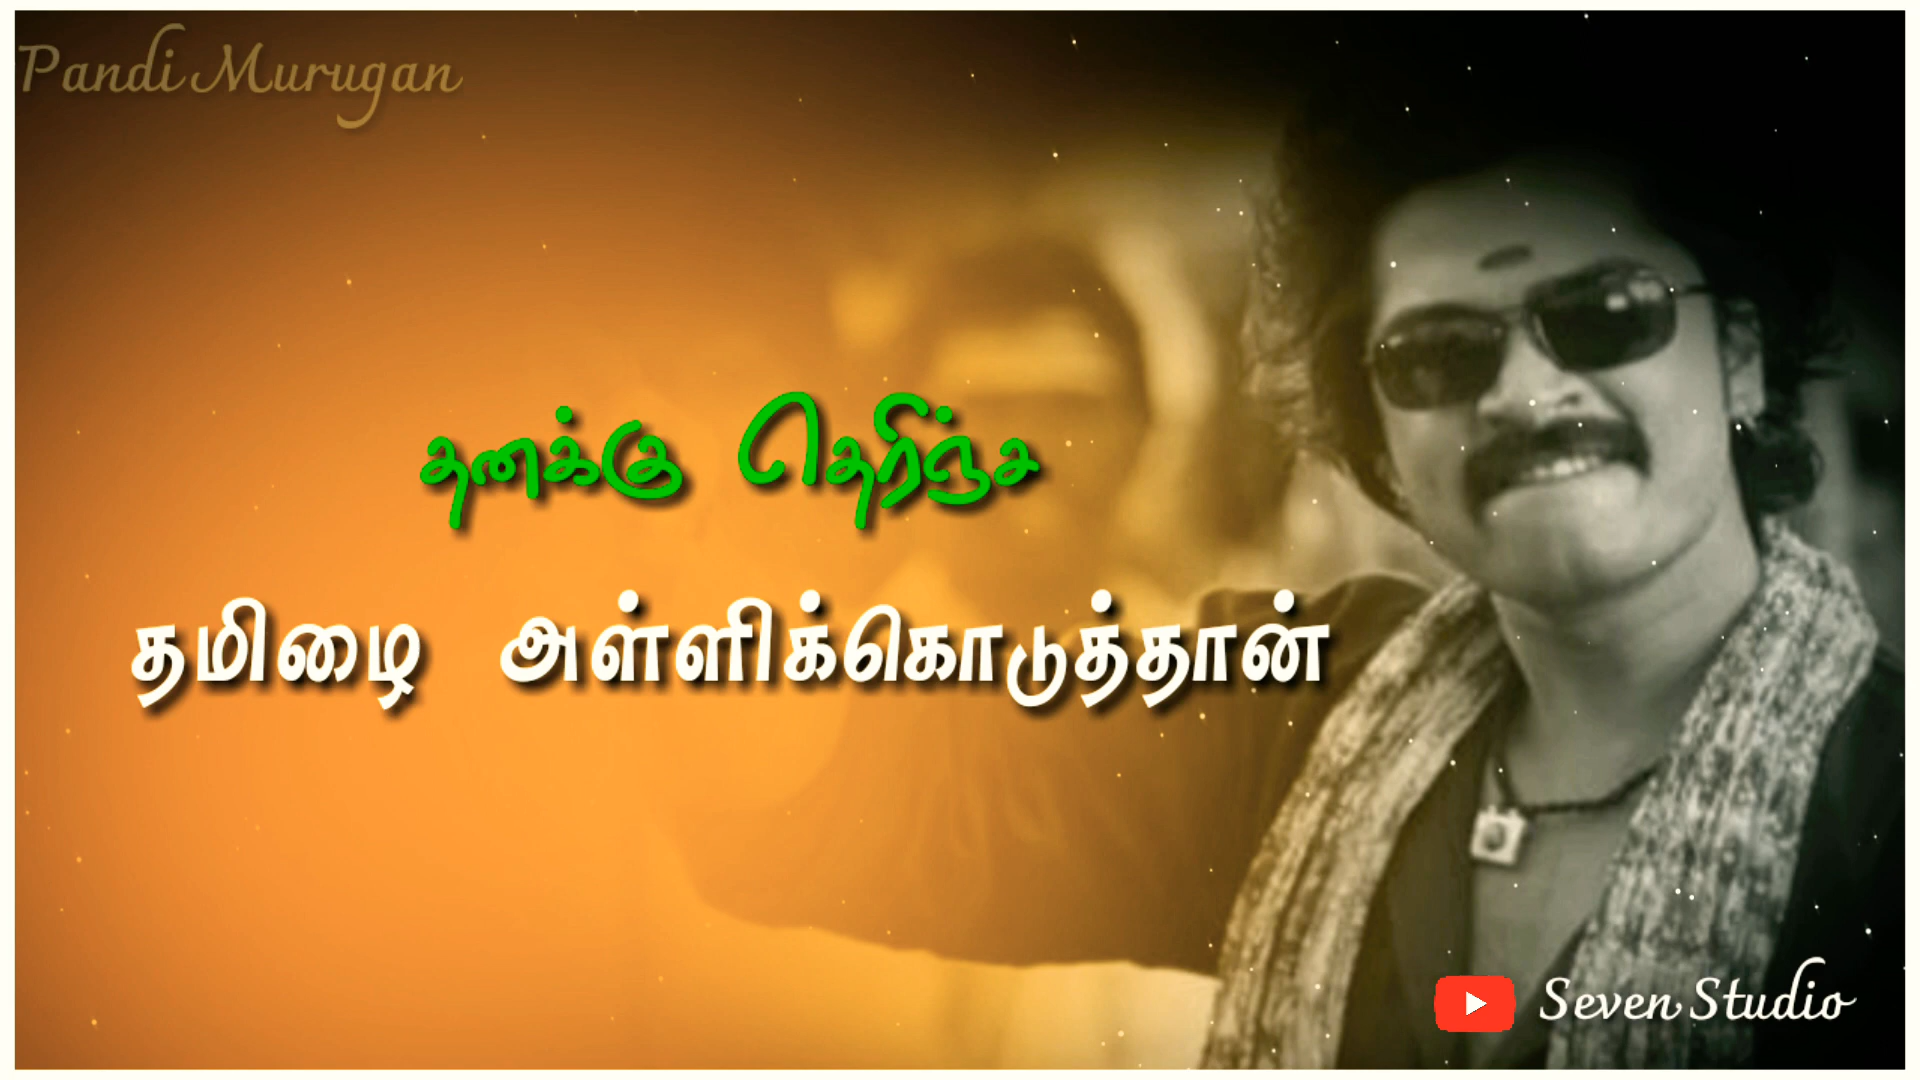 Pandi Murugan
தனக்கு தெரிந்ச
தமிழை அள்ளிக்கொடுத்தான்
Seven Studio